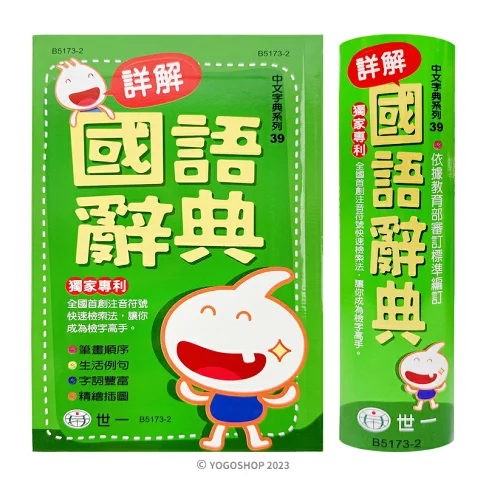 B5173-2
B5173-2
詳解
中文字典系列39
國語
辭典
獨家專利
全國首創注音符號
快速檢索法，讓你
成為檢字高手。
筆畫順序
生活例句
字詞豐富
精繪插圖
世一
B5173-2
詳解
中文字典系列39
國語辭典
獨家專利
全國首創注音符號快速檢索法，讓你成為檢字高手。
依據教育部審訂標準編訂
世一
B5173-2
© YOGOSHOP 2023